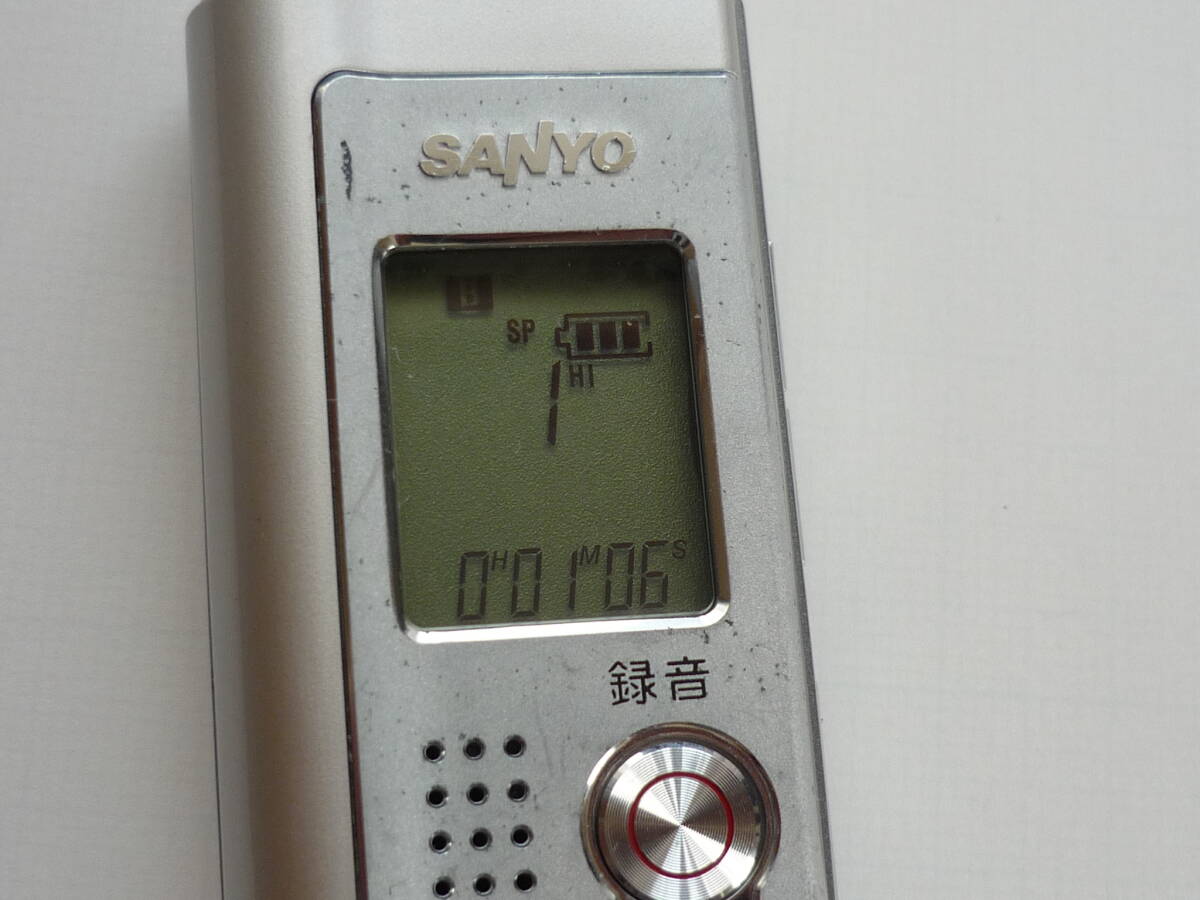 SANYO
B
SP
1 HI
0H01M06S
録音